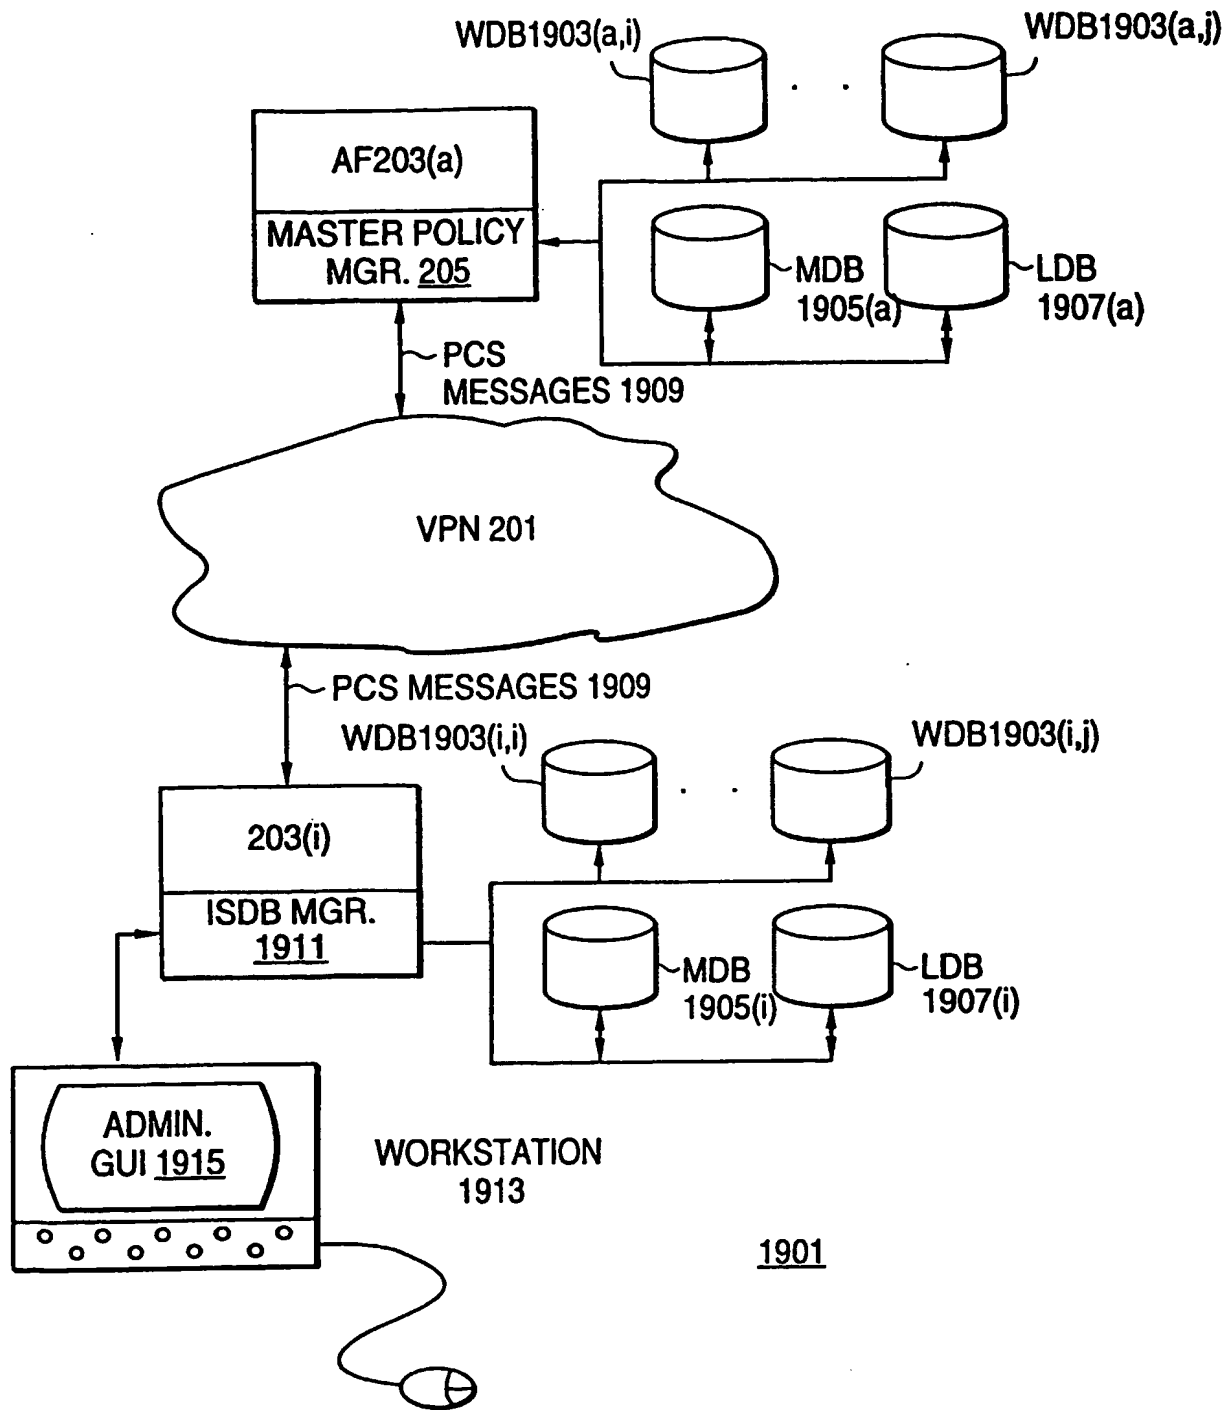 WDB1903(a,i)
WDB1903(a,j)
AF203(a)
MASTER POLICY
MGR. 205
MDB
1905(a)
LDB
1907(a)
PCS
MESSAGES 1909
VPN 201
PCS MESSAGES 1909
WDB1903(i,i)
WDB1903(i,j)
203(i)
ISDB MGR.
1911
MDB
1905(i)
LDB
1907(i)
ADMIN.
GUI 1915
WORKSTATION
1913
1901